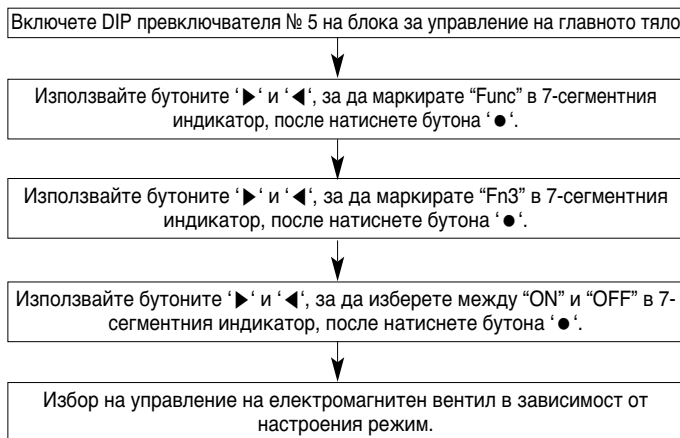 Включете DIP превключвателя № 5 на блока за управление на главното тяло
Използвайте бутоните ‘▶‘ и ‘◀‘, за да маркирате “Func” в 7-сегментния
индикатор, после натиснете бутона ‘●‘.
Използвайте бутоните ‘▶‘ и ‘◀‘, за да маркирате “Fn3” в 7-сегментния
индикатор, после натиснете бутона ‘●‘.
Използвайте бутоните ‘▶‘ и ‘◀‘, за да изберете между “ON” и “OFF” в 7-
сегментния индикатор, после натиснете бутона ‘●‘.
Избор на управление на електромагнитен вентил в зависимост от
настроения режим.